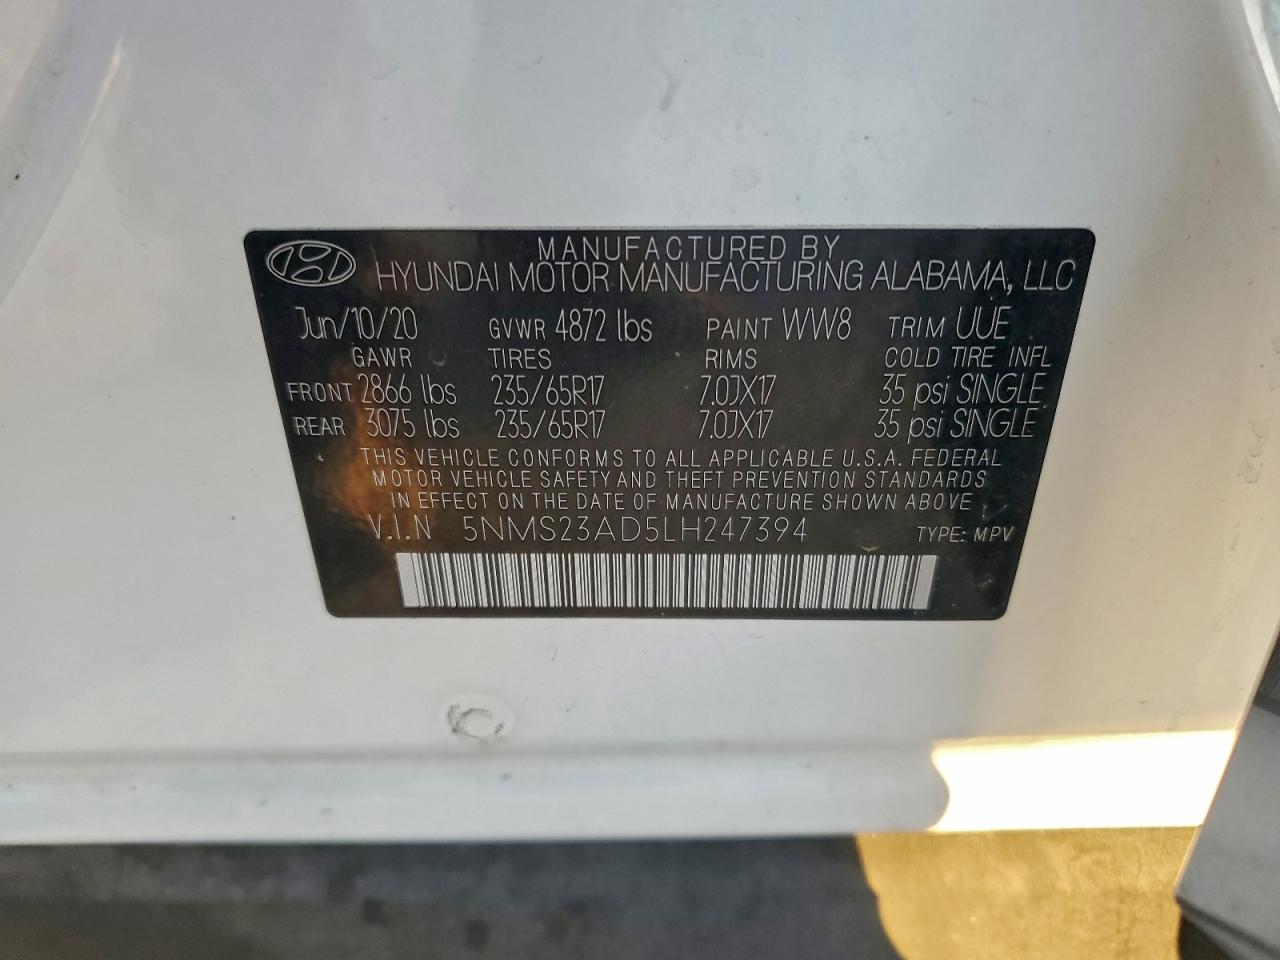 MANUFACTURED BY
HYUNDAI MOTOR MANUFACTURING ALABAMA, LLC
Jun/10/20 GVWR 4872 lbs PAINT WW8 TRIM UUE
GAWR TIRES RIMS COLD TIRE INFL
FRONT 2866 lbs 235/65R17 7.0JX17 35 psi SINGLE
REAR 3075 lbs 235/65R17 7.0JX17 35 psi SINGLE
THIS VEHICLE CONFORMS TO ALL APPLICABLE U.S.A. FEDERAL
MOTOR VEHICLE SAFETY AND THEFT PREVENTION STANDARDS
IN EFFECT ON THE DATE OF MANUFACTURE SHOWN ABOVE
V.I.N 5NMS23AD5LH247394 TYPE: MPV